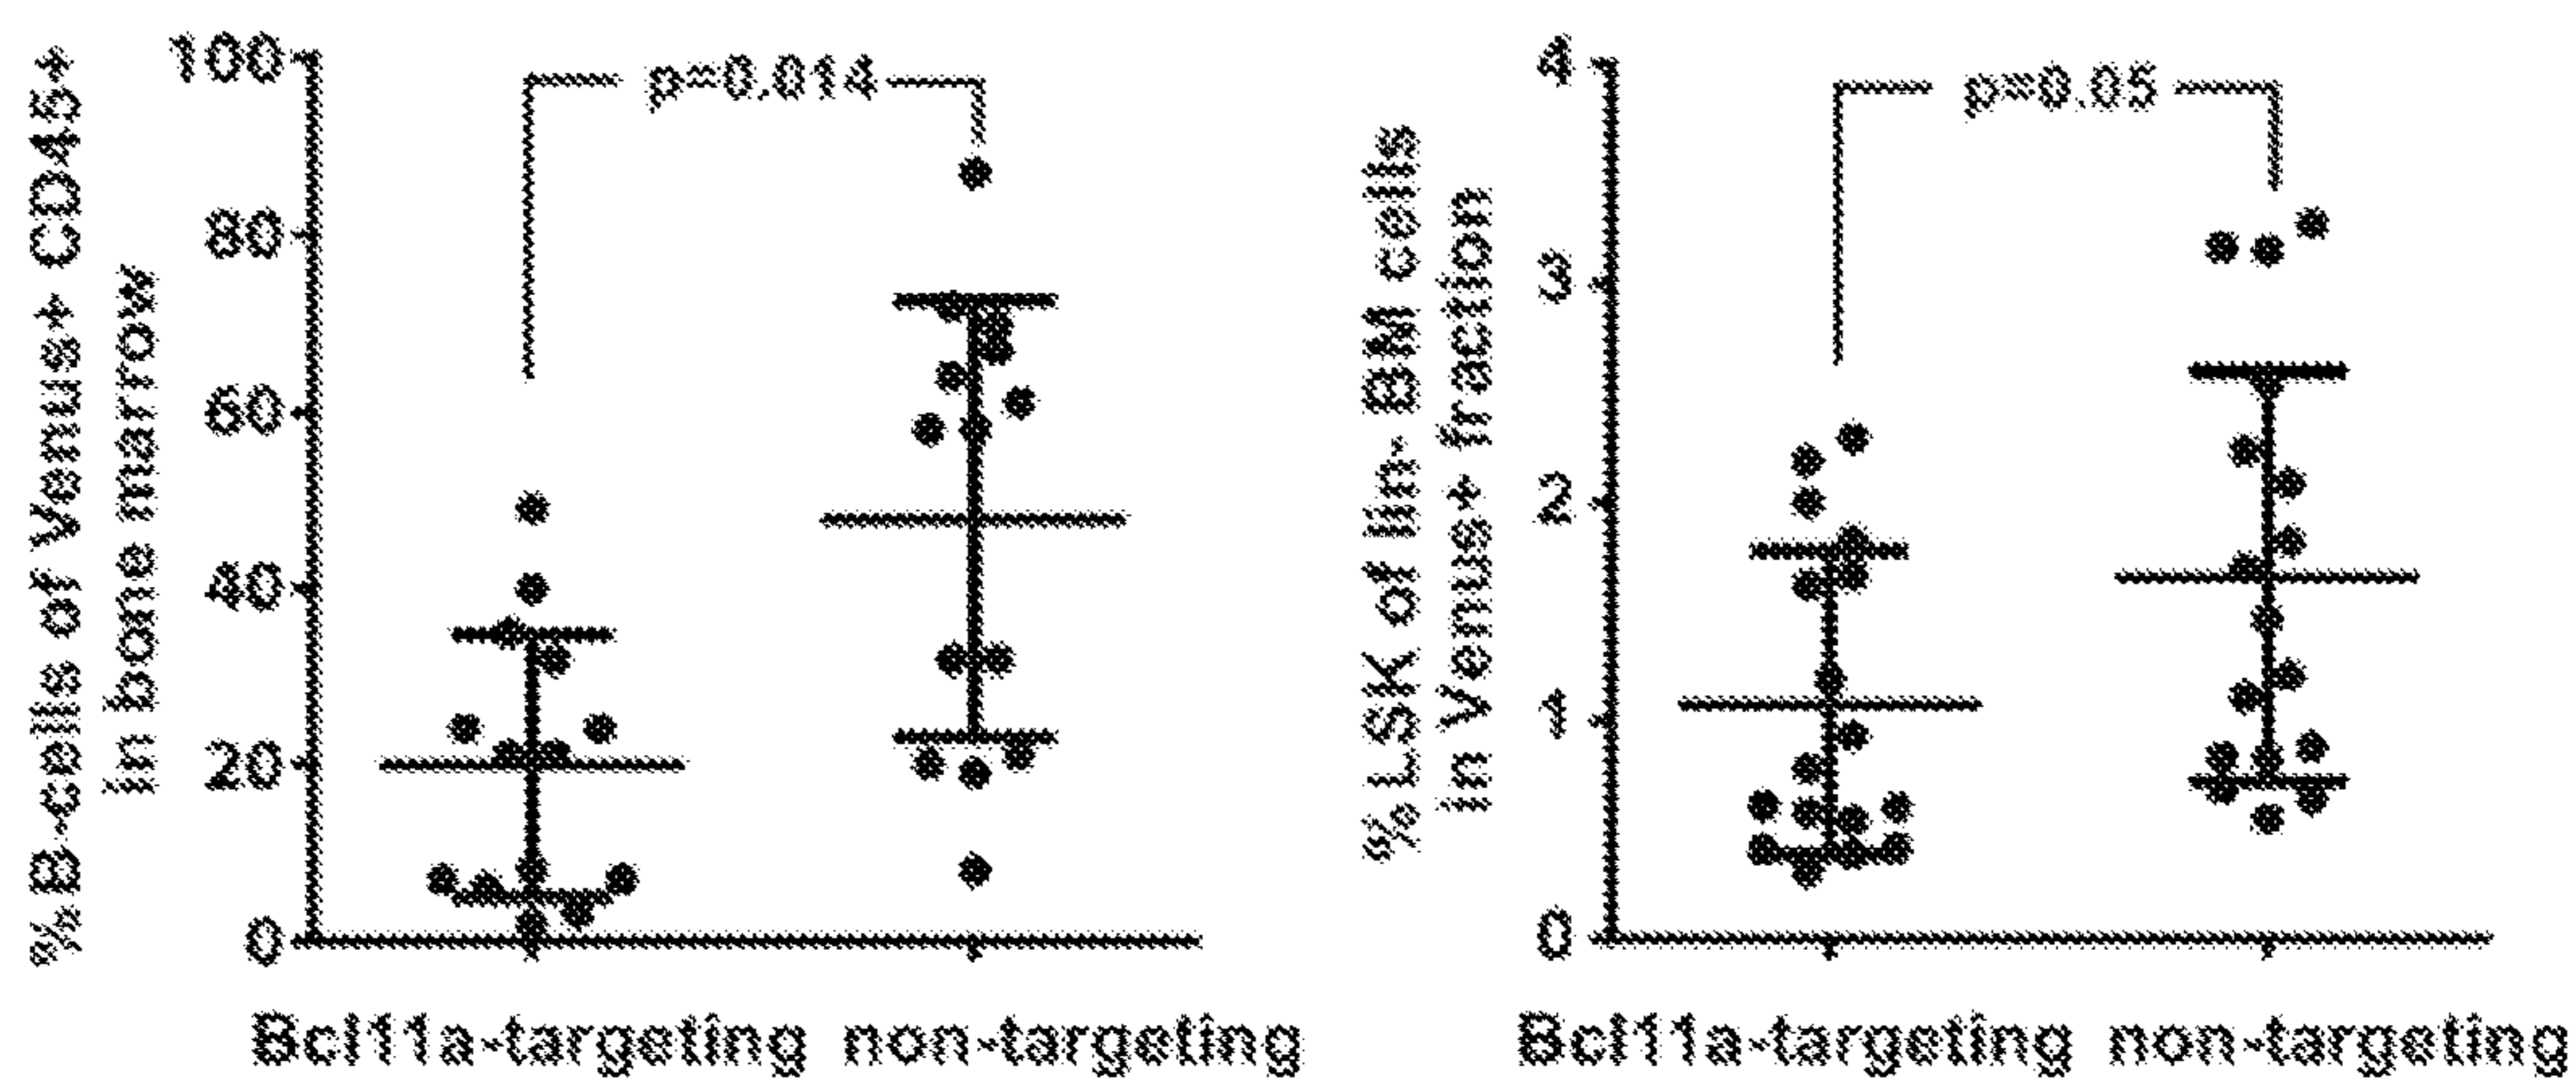 % B-cells of Venus+ CD45+
in bone marrow
100
80
60
40
20
0
p=0.014
Bcl11a-targeting non-targeting
% LSK of lin- BM cells
in Venus+ fraction
4
3
2
1
0
p=0.05
Bcl11a-targeting non-targeting